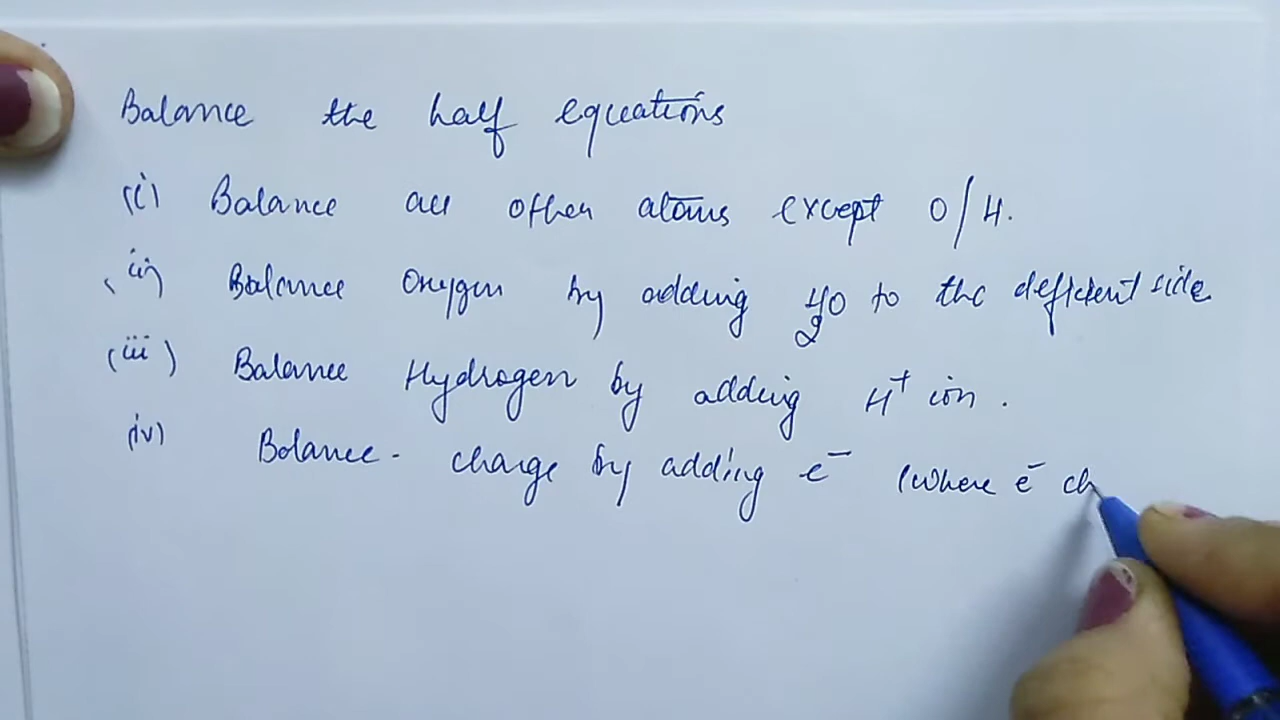 Balance the half equations
(i) Balance all other atoms except O/H.
(ii) Balance Oxygen by adding H2O to the deficient side
(iii) Balance Hydrogen by adding H⁺ ion.
(iv) Balance - charge by adding e⁻ (where e⁻ ch